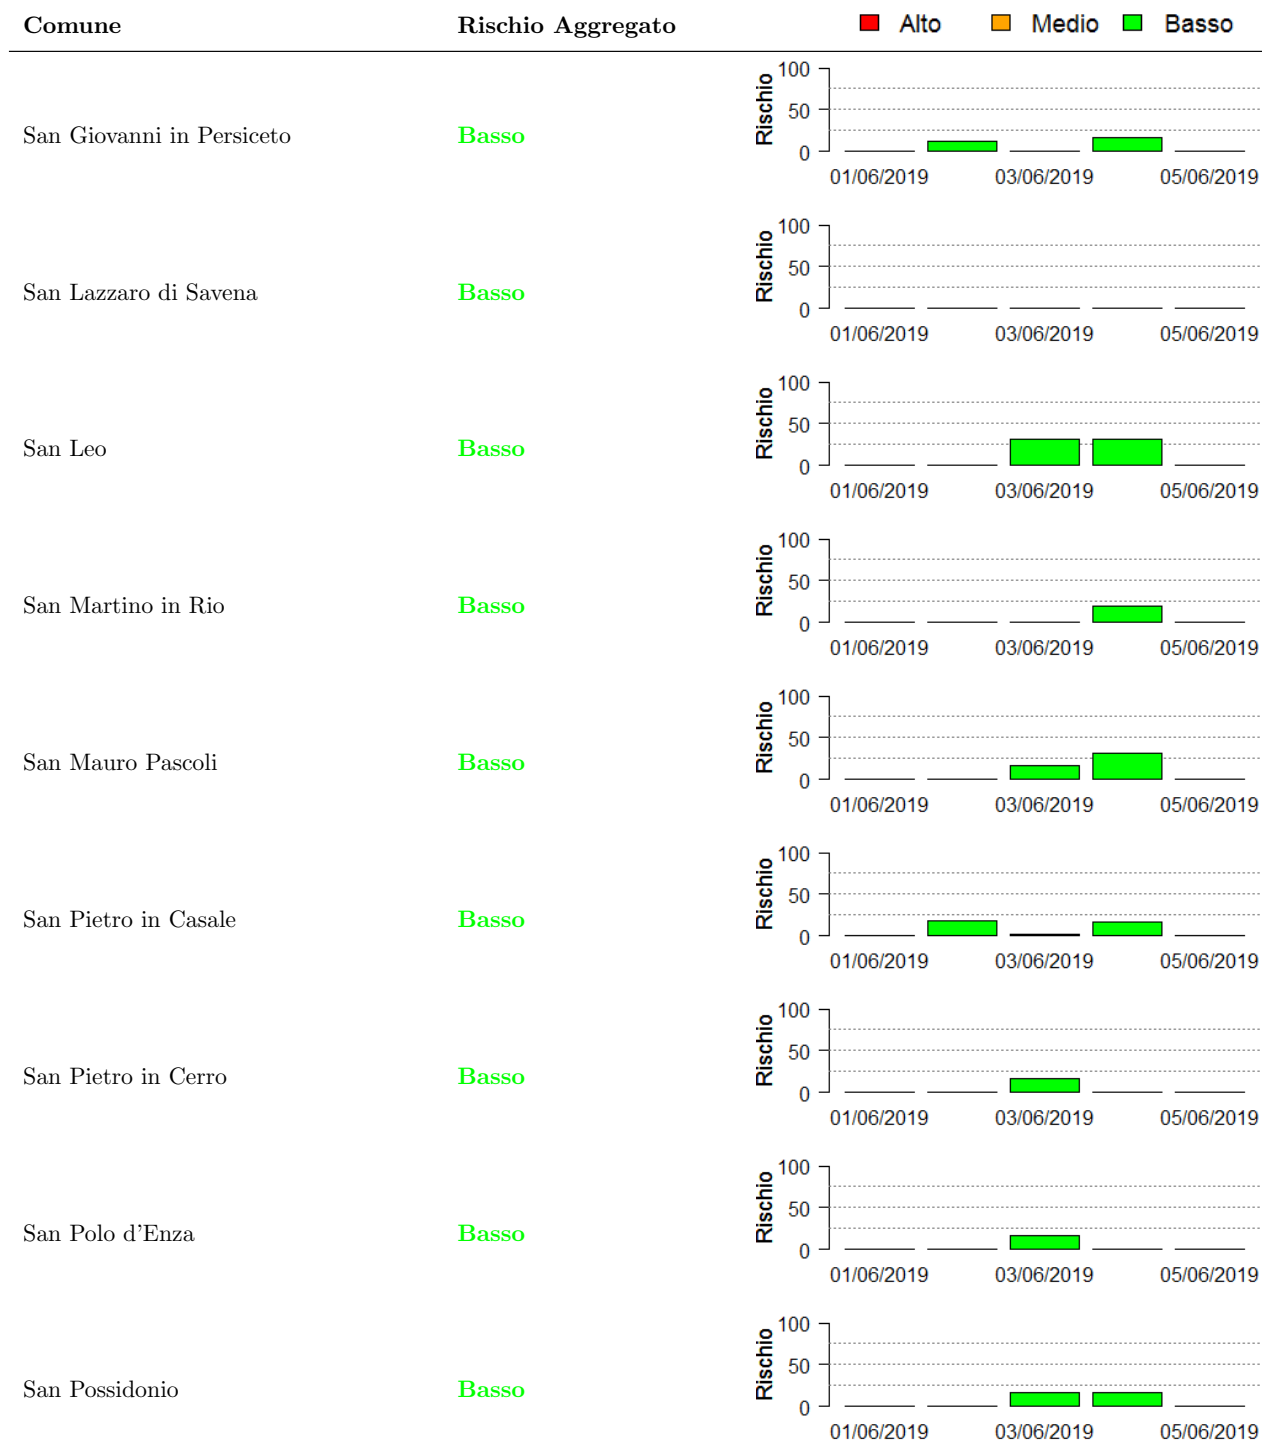 Comune Rischio Aggregato Alto Medio Basso
San Giovanni in Persiceto Basso Rischio 100 50 0
01/06/2019 03/06/2019 05/06/2019
San Lazzaro di Savena Basso Rischio 100 50 0
01/06/2019 03/06/2019 05/06/2019
San Leo Basso Rischio 100 50 0
01/06/2019 03/06/2019 05/06/2019
San Martino in Rio Basso Rischio 100 50 0
01/06/2019 03/06/2019 05/06/2019
San Mauro Pascoli Basso Rischio 100 50 0
01/06/2019 03/06/2019 05/06/2019
San Pietro in Casale Basso Rischio 100 50 0
01/06/2019 03/06/2019 05/06/2019
San Pietro in Cerro Basso Rischio 100 50 0
01/06/2019 03/06/2019 05/06/2019
San Polo d'Enza Basso Rischio 100 50 0
01/06/2019 03/06/2019 05/06/2019
San Possidonio Basso Rischio 100 50 0
01/06/2019 03/06/2019 05/06/2019